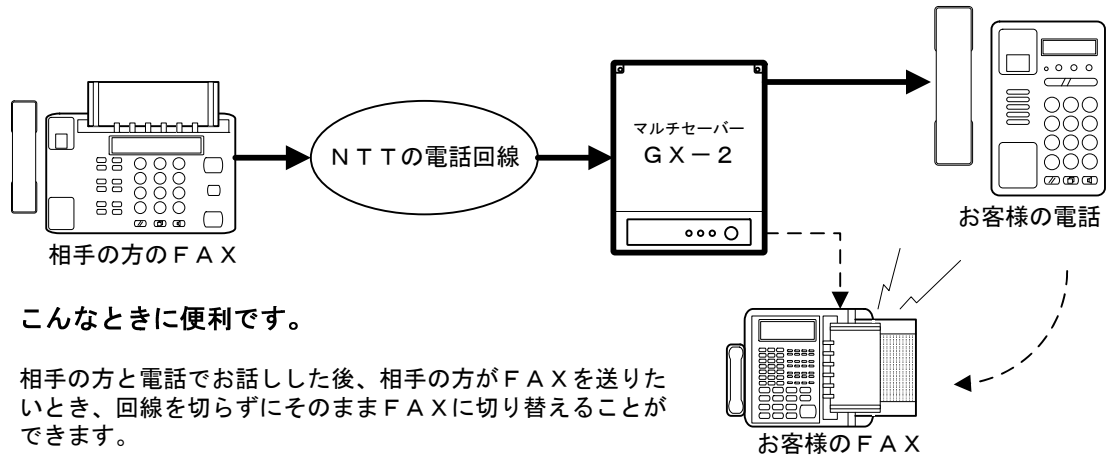 マルチセーバー
ＧＸ－２
ＮＴＴの電話回線
お客様の電話
相手の方のＦＡＸ
こんなときに便利です。
相手の方と電話でお話しした後、相手の方がＦＡＸを送りた
いとき、回線を切らずにそのままＦＡＸに切り替えることが
できます。
お客様のＦＡＸ